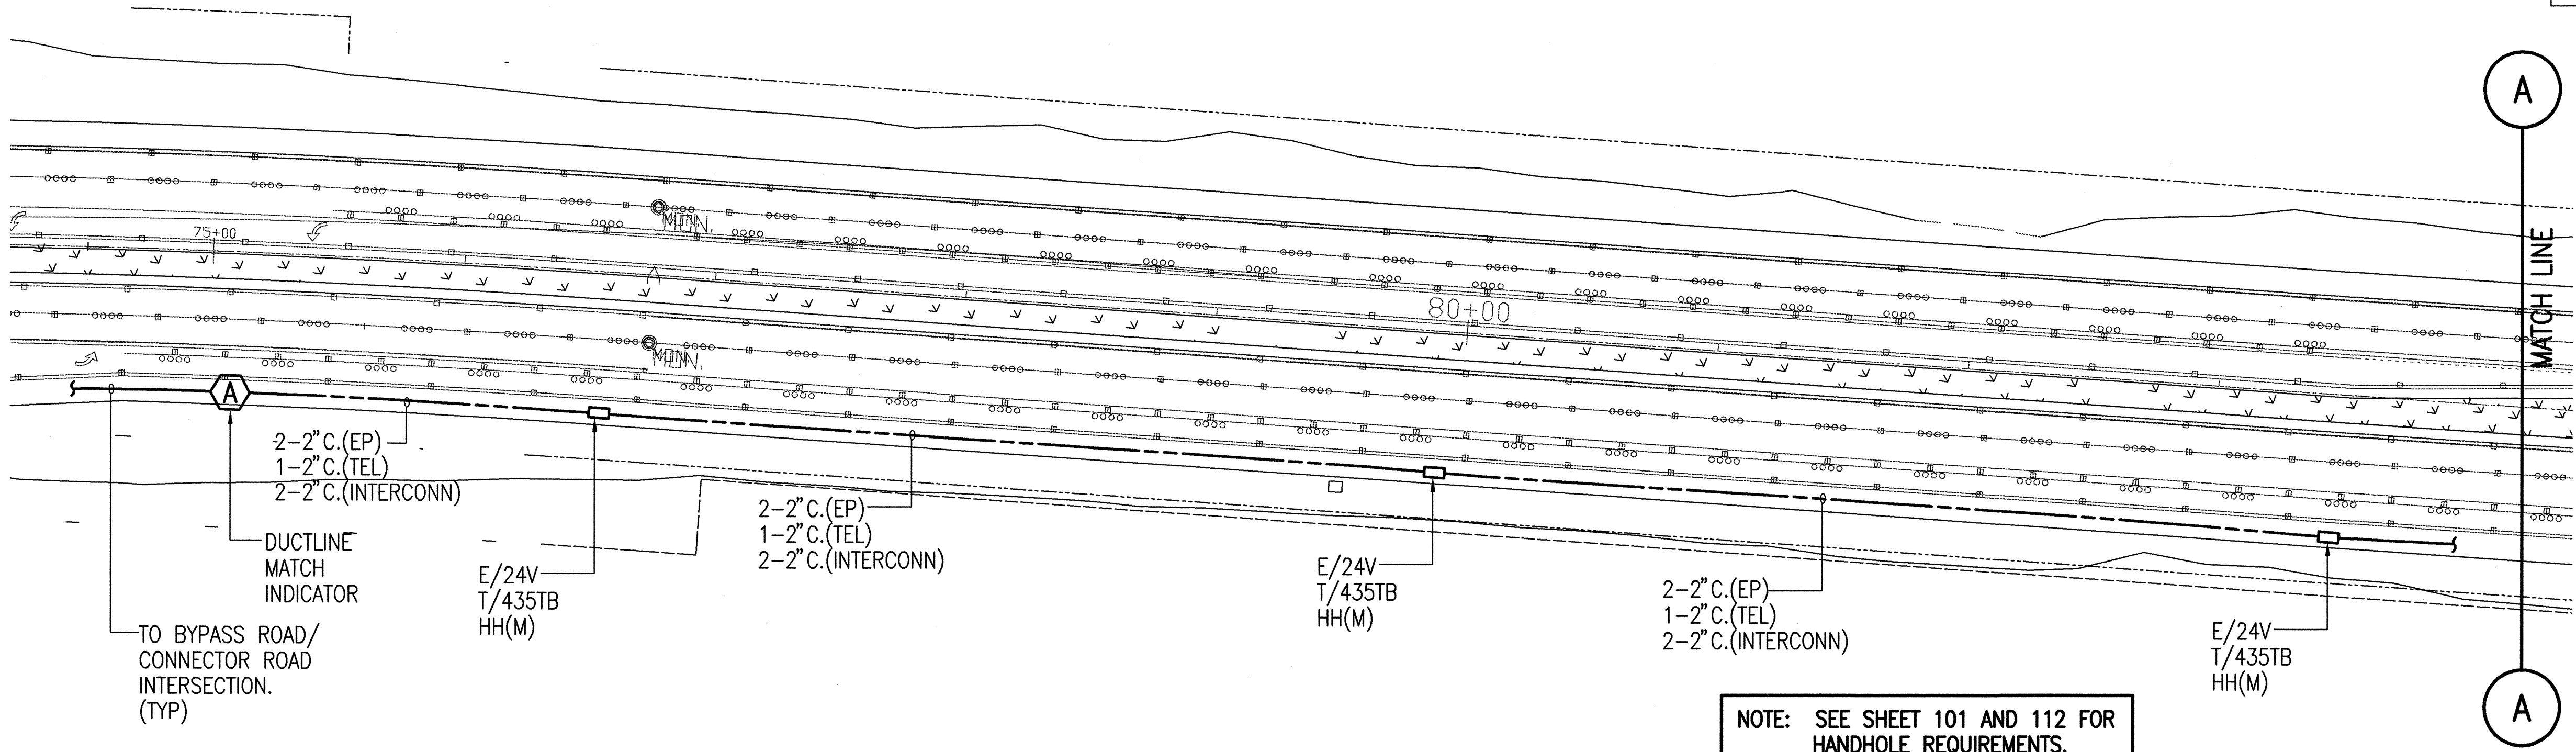 A
MATCH LINE
75+00
80+00
A
2-2"C.(EP)
1-2"C.(TEL)
2-2"C.(INTERCONN)
DUCTLINE
MATCH
INDICATOR
TO BYPASS ROAD/
CONNECTOR ROAD
INTERSECTION.
(TYP)
E/24V
T/435TB
HH(M)
2-2"C.(EP)
1-2"C.(TEL)
2-2"C.(INTERCONN)
E/24V
T/435TB
HH(M)
2-2"C.(EP)
1-2"C.(TEL)
2-2"C.(INTERCONN)
E/24V
T/435TB
HH(M)
NOTE: SEE SHEET 101 AND 112 FOR
HANDHOLE REQUIREMENTS.
A